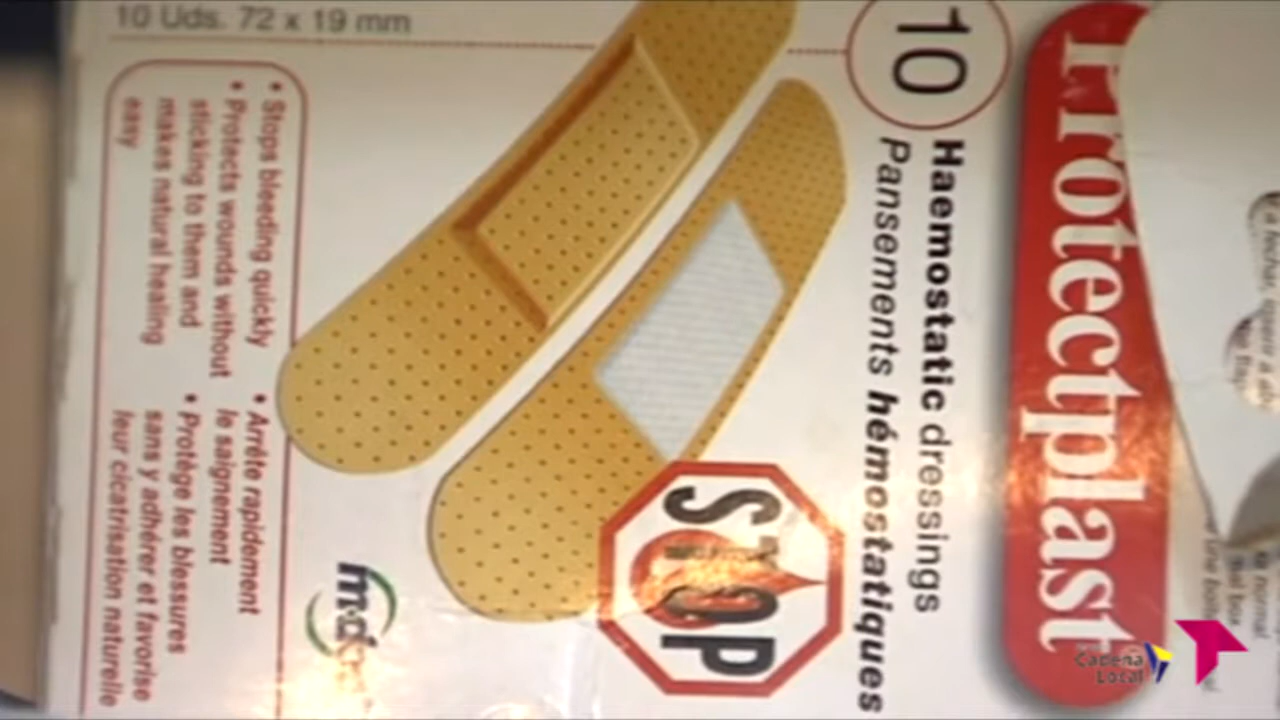 10 Uds. 72 x 19 mm
Protectplast
10
Haemostatic dressings
Pansements hémostatiques
STOP
• Stops bleeding quickly
• Protects wounds without
sticking to them and
makes natural healing
easy
• Arrête rapidement
le saignement
• Protège les blessures
sans y adhérer et favorise
leur cicatrisation naturelle
Cadena
Local